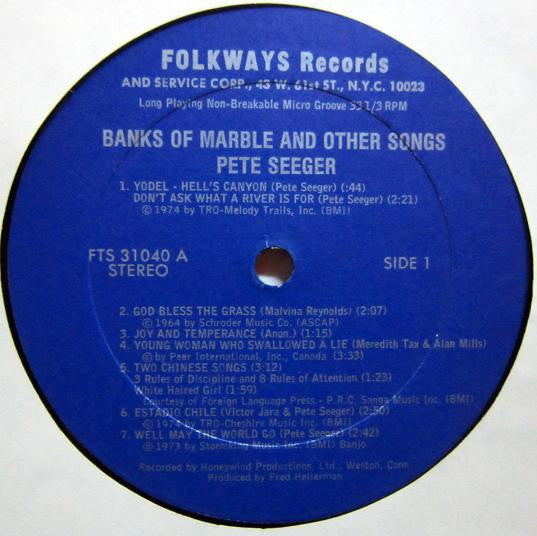 FOLKWAYS Records
AND SERVICE CORP., 43 W. 61st ST., N.Y.C. 10023
Long Playing Non-Breakable Micro Groove 33 1/3 RPM
BANKS OF MARBLE AND OTHER SONGS
PETE SEEGER
1. YODEL - HELL'S CANYON (Pete Seeger) (:44)
DON'T ASK WHAT A RIVER IS FOR (Pete Seeger) (2:21)
© 1974 by TRO-Melody Trails, Inc. (BMI)
FTS 31040 A
STEREO
SIDE 1
2. GOD BLESS THE GRASS (Malvina Reynolds) (2:07)
© 1964 by Schroder Music Co. (ASCAP)
3. JOY AND TEMPERANCE (Anon.) (1:15)
4. YOUNG WOMAN WHO SWALLOWED A LIE (Meredith Tax & Alan Mills)
© by Peer International, Inc., Canada (3:33)
5. TWO CHINESE SONGS (3:12)
3 Rules of Discipline and 8 Rules of Attention (1:23)
White Haired Girl (1:59)
Courtesy of Foreign Language Press.- P.R.C. Sanga Music Inc. (BMI)
6. ESTADIO CHILE (Victor Jara & Pete Seeger) (2:50)
© 1974 by TRO-Cheshire Music Inc. (BMI)
7. WELL MAY THE WORLD GO (Pete Seeger) (2:42)
© 1973 by Stormking Music Inc. (BMI) Banjo
Recorded by Honeywind Productions, Ltd., Weston, Conn
Produced by Fred Hellerman